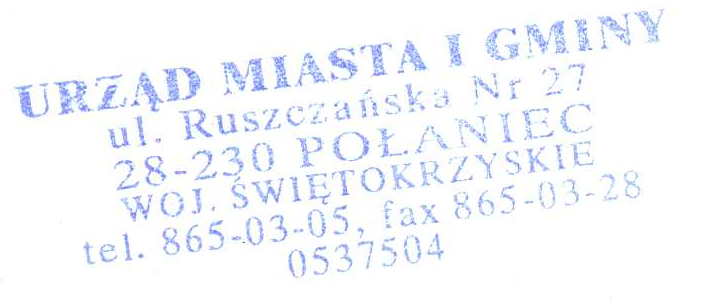 URZĄD MIASTA I GMINY
ul. Ruszczańska Nr 27
28-230 POŁANIEC
WOJ. ŚWIĘTOKRZYSKIE
tel. 865-03-05, fax 865-03-28
0537504